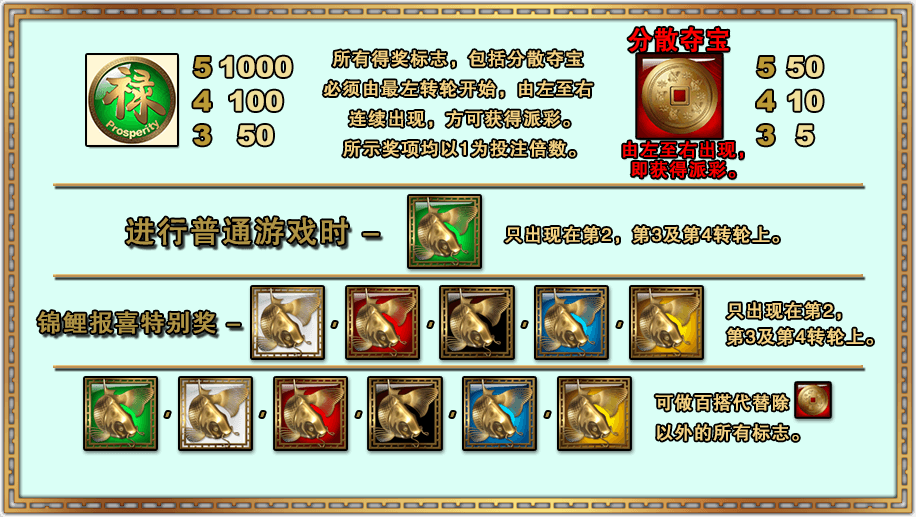 禄
Prosperity
5 1000
4 100
3 50
所有得奖标志，包括分散夺宝
必须由最左转轮开始，由左至右
连续出现，方可获得派彩。
所示奖项均以1为投注倍数。
分散夺宝
由左至右出现，
即获得派彩。
5 50
4 10
3 5
进行普通游戏时 –
只出现在第2，第3及第4转轮上。
锦鲤报喜特别奖 –
只出现在第2，
第3及第4转轮上。
可做百搭代替除
以外的所有标志。